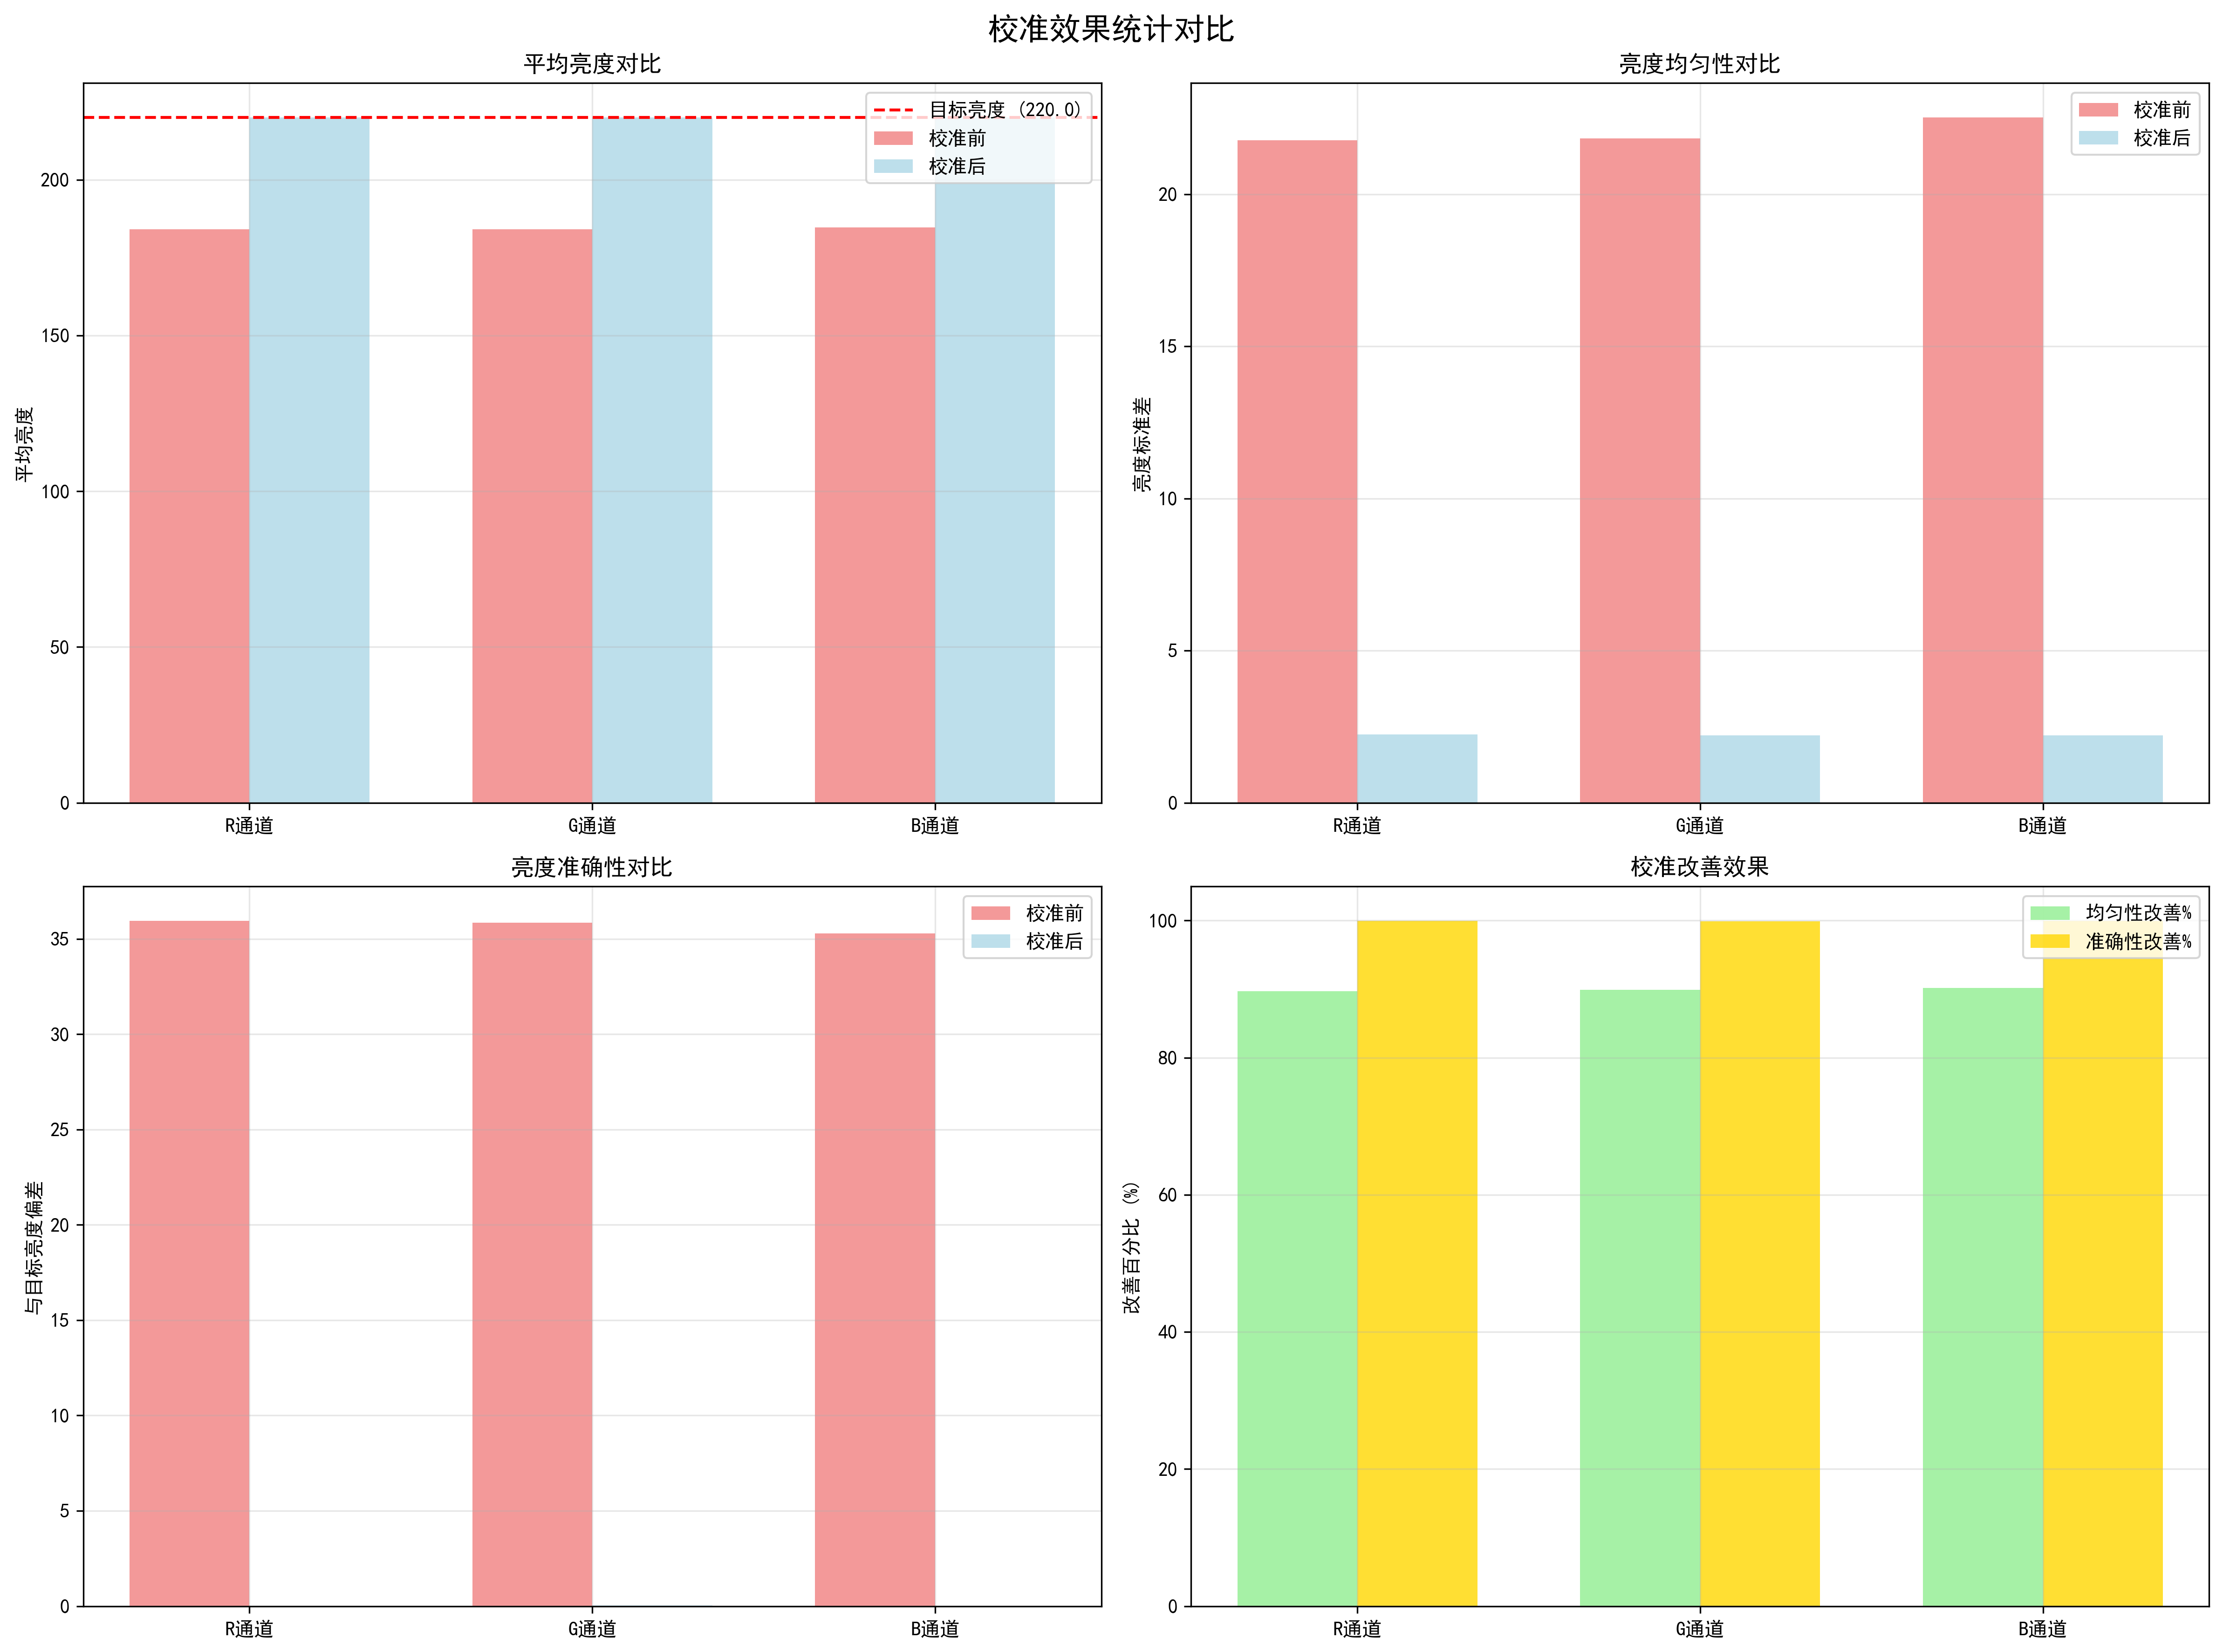 校准效果统计对比
平均亮度对比
目标亮度 (220.0)
校准前
校准后
平均亮度
200
150
100
50
0
R通道
G通道
B通道
亮度均匀性对比
校准前
校准后
亮度标准差
20
15
10
5
0
R通道
G通道
B通道
亮度准确性对比
校准前
校准后
与目标亮度偏差
35
30
25
20
15
10
5
0
R通道
G通道
B通道
校准改善效果
均匀性改善%
准确性改善%
改善百分比 (%)
100
80
60
40
20
0
R通道
G通道
B通道